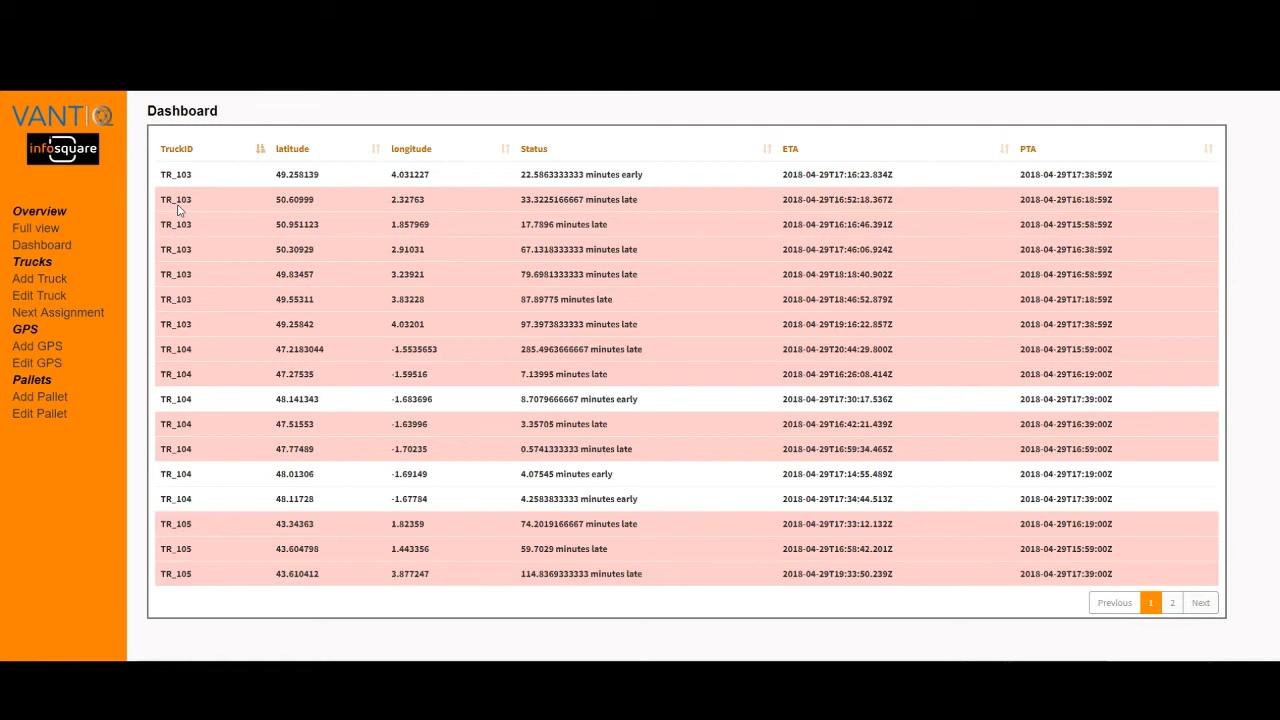 VANTIQ
infosquare
Overview
Full view
Dashboard
Trucks
Add Truck
Edit Truck
Next Assignment
GPS
Add GPS
Edit GPS
Pallets
Add Pallet
Edit Pallet
Dashboard
TruckID latitude longitude Status ETA PTA
TR_103 49.258139 4.031227 22.5863333333 minutes early 2018-04-29T17:16:23.834Z 2018-04-29T17:38:59Z
TR_103 50.60999 2.32763 33.3225166667 minutes late 2018-04-29T16:52:18.367Z 2018-04-29T16:18:59Z
TR_103 50.951123 1.857969 17.7896 minutes late 2018-04-29T16:16:46.391Z 2018-04-29T15:58:59Z
TR_103 50.30929 2.91031 67.1318333333 minutes late 2018-04-29T17:46:06.924Z 2018-04-29T16:38:59Z
TR_103 49.83457 3.23921 79.6981333333 minutes late 2018-04-29T18:18:40.902Z 2018-04-29T16:58:59Z
TR_103 49.55311 3.83228 87.89775 minutes late 2018-04-29T18:46:52.879Z 2018-04-29T17:18:59Z
TR_103 49.25842 4.03201 97.3973833333 minutes late 2018-04-29T19:16:22.857Z 2018-04-29T17:38:59Z
TR_104 47.2183044 -1.5535653 285.4963666667 minutes late 2018-04-29T20:44:29.800Z 2018-04-29T15:59:00Z
TR_104 47.27535 -1.59516 7.13995 minutes late 2018-04-29T16:26:08.414Z 2018-04-29T16:19:00Z
TR_104 48.141343 -1.683696 8.7079666667 minutes early 2018-04-29T17:30:17.536Z 2018-04-29T17:39:00Z
TR_104 47.51553 -1.63996 3.35705 minutes late 2018-04-29T16:42:21.439Z 2018-04-29T16:39:00Z
TR_104 47.77489 -1.70235 0.5741333333 minutes late 2018-04-29T16:59:34.465Z 2018-04-29T16:59:00Z
TR_104 48.01306 -1.69149 4.07545 minutes early 2018-04-29T17:14:55.489Z 2018-04-29T17:19:00Z
TR_104 48.11728 -1.67784 4.2583833333 minutes early 2018-04-29T17:34:44.513Z 2018-04-29T17:39:00Z
TR_105 43.34363 1.82359 74.2019166667 minutes late 2018-04-29T17:33:12.132Z 2018-04-29T16:19:00Z
TR_105 43.604798 1.443356 59.7029 minutes late 2018-04-29T16:58:42.201Z 2018-04-29T15:59:00Z
TR_105 43.610412 3.877247 114.8369333333 minutes late 2018-04-29T19:33:50.239Z 2018-04-29T17:39:00Z
Previous 1 2 Next